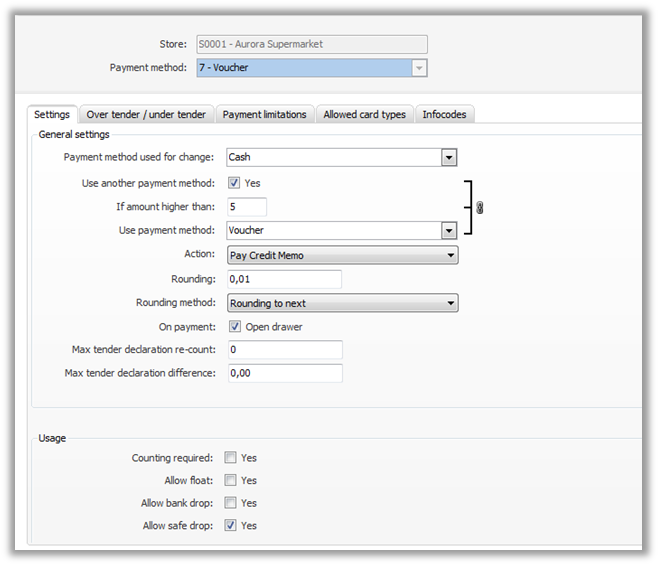 Store: S0001 - Aurora Supermarket
Payment method: 7 - Voucher
Settings Over tender / under tender Payment limitations Allowed card types Infocodes
General settings
Payment method used for change: Cash
Use another payment method: Yes
If amount higher than: 5
Use payment method: Voucher
Action: Pay Credit Memo
Rounding: 0,01
Rounding method: Rounding to next
On payment: Open drawer
Max tender declaration re-count: 0
Max tender declaration difference: 0,00
Usage
Counting required: Yes
Allow float: Yes
Allow bank drop: Yes
Allow safe drop: Yes